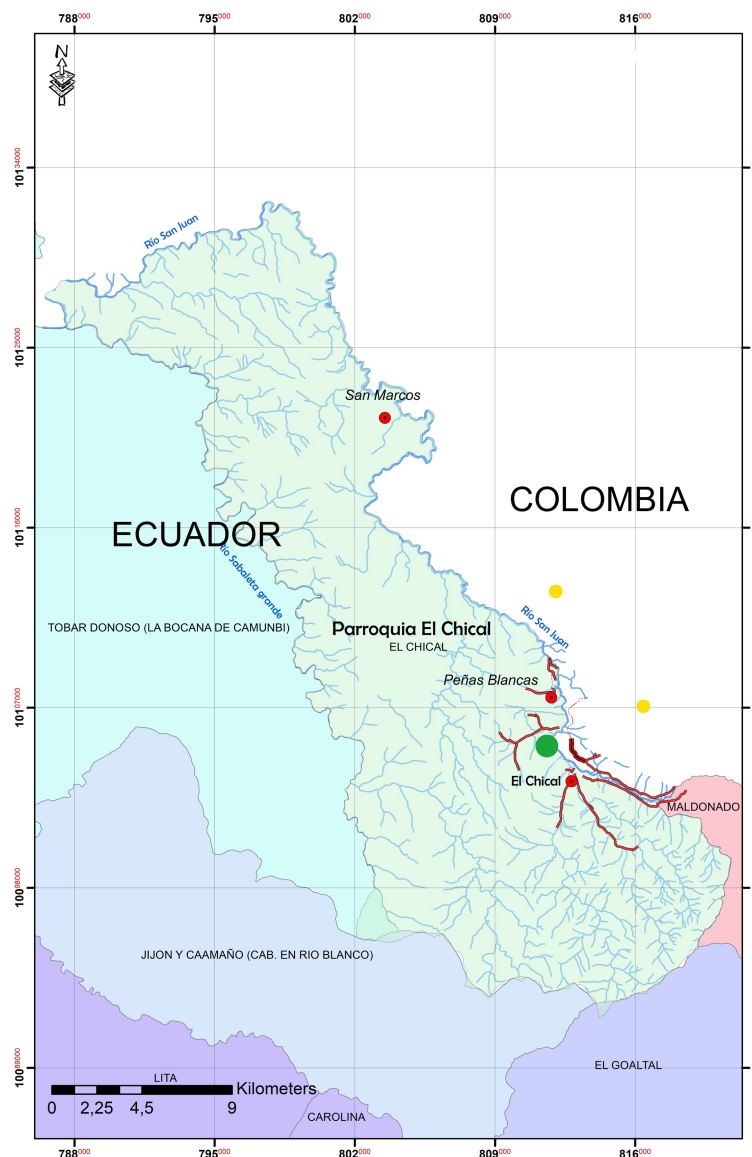 788000 795000 802000 809000 816000
N
10134000
Río San Juan
10125000
San Marcos
COLOMBIA
10116000
ECUADOR
Río Sabaleta grande
Río San Juan
TOBAR DONOSO (LA BOCANA DE CAMUNBI)
Parroquia El Chical
EL CHICAL
Peñas Blancas
10107000
El Chical
MALDONADO
10098000
JIJON Y CAAMAÑO (CAB. EN RIO BLANCO)
10089000
EL GOALTAL
LITA
Kilometers
0 2,25 4,5 9
CAROLINA
788000 795000 802000 809000 816000